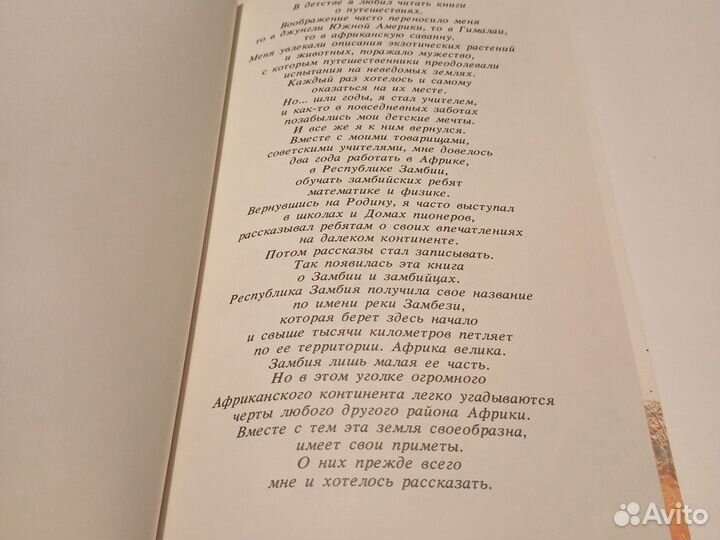 В детстве я любил читать книги
о путешествиях.
Воображение часто переносило меня
то в джунгли Южной Америки, то в Гималаи,
то в африканскую саванну.
Меня увлекали описания экзотических растений
и животных, поражало мужество,
с которым путешественники преодолевали
испытания на неведомых землях.
Каждый раз хотелось и самому
оказаться на их месте.
Но... шли годы, я стал учителем,
и как-то в повседневных заботах
позабылись мои детские мечты.
И все же я к ним вернулся.
Вместе с моими товарищами,
советскими учителями, мне довелось
два года работать в Африке,
в Республике Замбии,
обучать замбийских ребят
математике и физике.
Вернувшись на Родину, я часто выступал
в школах и Домах пионеров,
рассказывал ребятам о своих впечатлениях
на далеком континенте.
Потом рассказы стал записывать.
Так появилась эта книга
о Замбии и замбийцах.
Республика Замбия получила свое название
по имени реки Замбези,
которая берет здесь начало
и свыше тысячи километров петляет
по ее территории. Африка велика.
Замбия лишь малая ее часть.
Но в этом уголке огромного
Африканского континента легко угадываются
черты любого другого района Африки.
Вместе с тем эта земля своеобразна,
имеет свои приметы.
О них прежде всего
мне и хотелось рассказать.
Avito